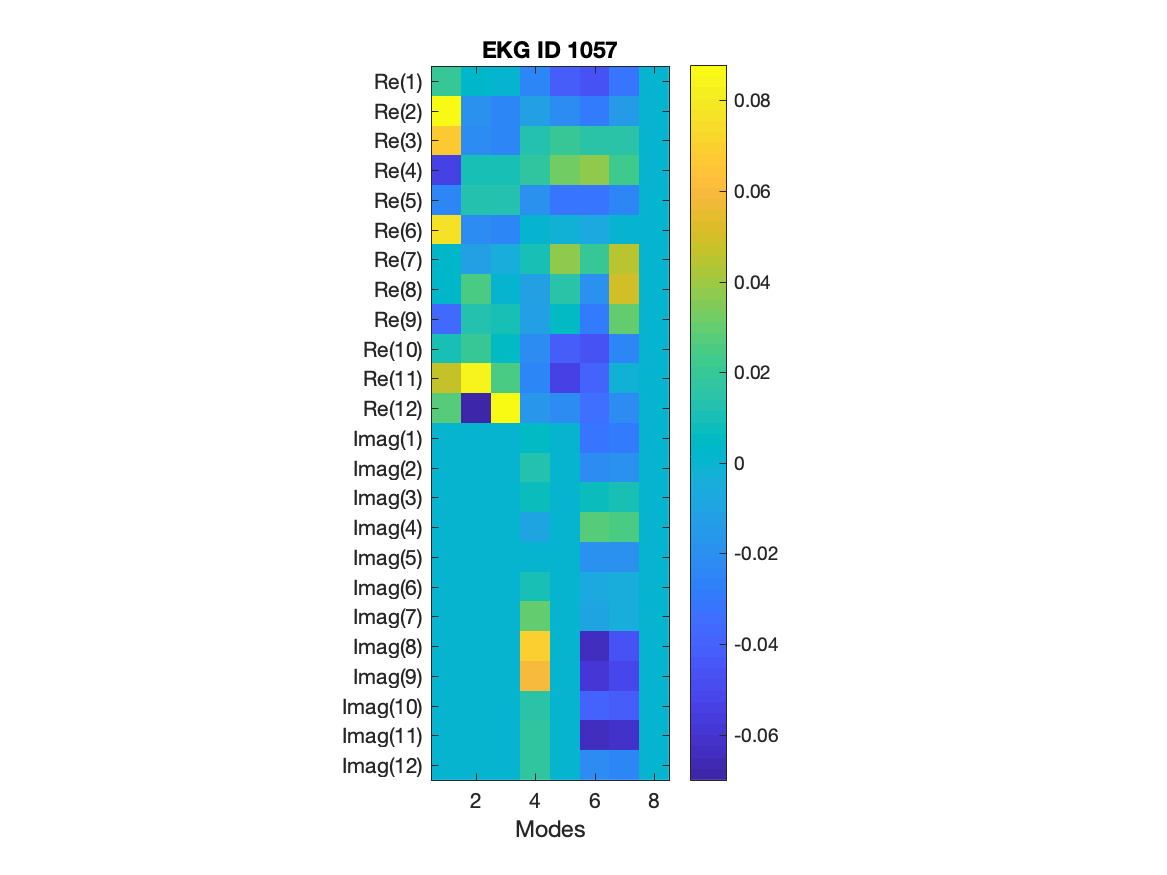 EKG ID 1057
Re(1)
Re(2)
Re(3)
Re(4)
Re(5)
Re(6)
Re(7)
Re(8)
Re(9)
Re(10)
Re(11)
Re(12)
Imag(1)
Imag(2)
Imag(3)
Imag(4)
Imag(5)
Imag(6)
Imag(7)
Imag(8)
Imag(9)
Imag(10)
Imag(11)
Imag(12)
2 4 6 8
Modes
0.08
0.06
0.04
0.02
0
-0.02
-0.04
-0.06